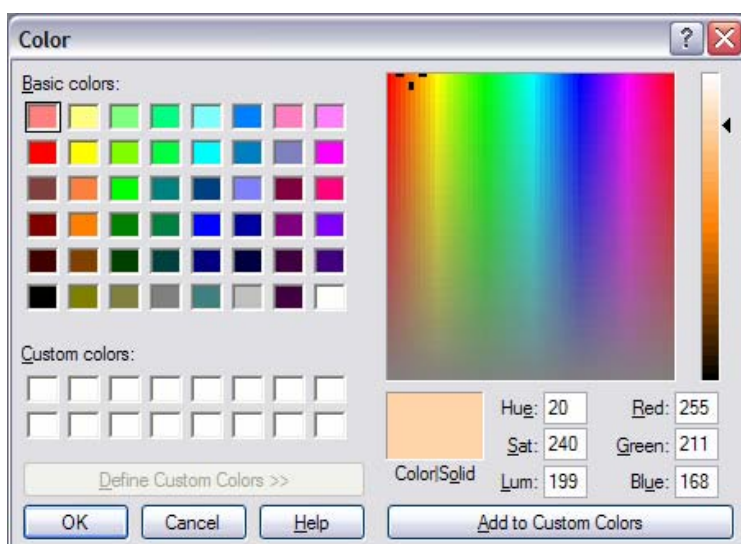 Color
Basic colors:
Custom colors:
Define Custom Colors >>
OK Cancel Help
Color|Solid
Hue: 20 Red: 255
Sat: 240 Green: 211
Lum: 199 Blue: 168
Add to Custom Colors